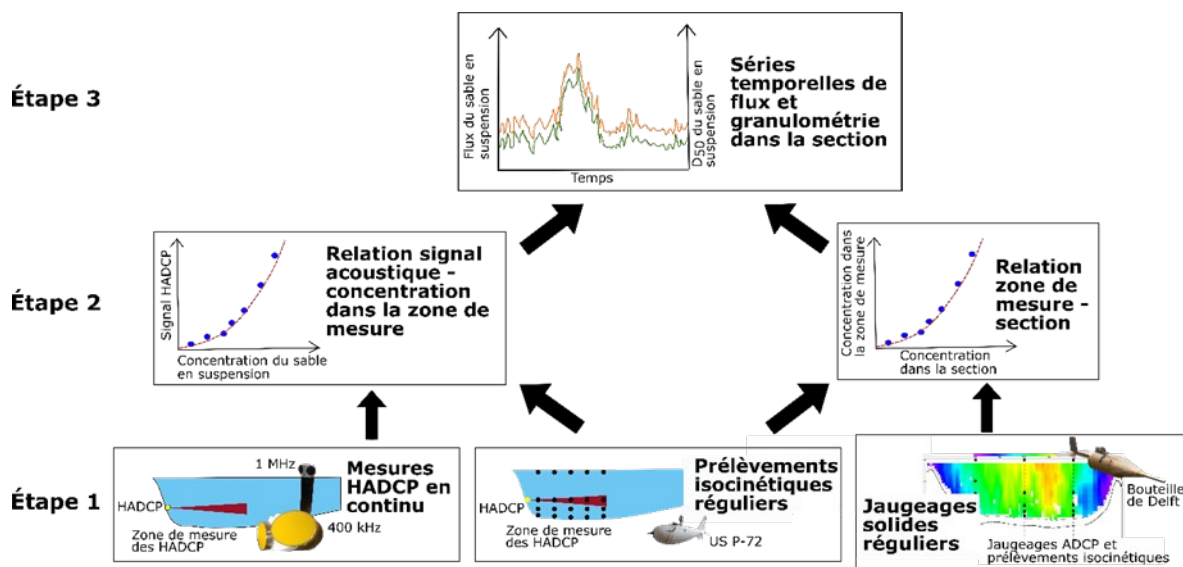 Étape 3
Flux du sable en
suspension
Temps
D50 du sable en
suspension
Séries
temporelles de
flux et
granulométrie
dans la section
Étape 2
Signal HADCP
Concentration du sable
en suspension
Relation signal
acoustique -
concentration
dans la zone de
mesure
Concentration dans
la zone de mesure
Concentration
dans la section
Relation
zone de
mesure -
section
Étape 1
HADCP
Zone de mesure
des HADCP
1 MHz
400 kHz
Mesures
HADCP en
continu
HADCP
Zone de mesure
des HADCP
US P-72
Prélèvements
isocinétiques
réguliers
Jaugeages
solides
réguliers
Bouteille
de Delft
Jaugeages ADCP et
prélèvements isocinétiques